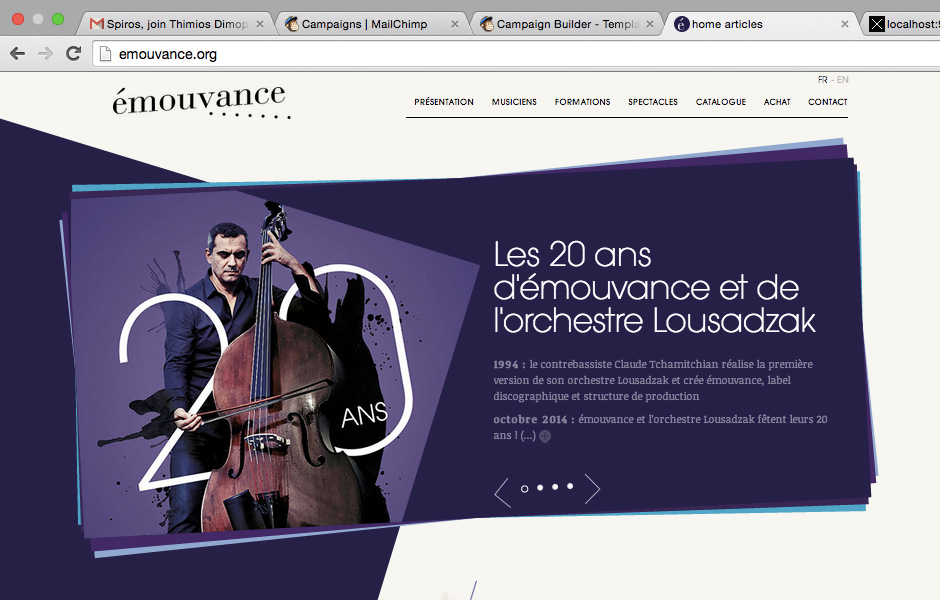 Spiros, join Thimios Dimop
Campaigns | MailChimp
Campaign Builder - Templa
home articles
localhost:9
emouvance.org
FR - EN
émouvance
PRÉSENTATION MUSICIENS FORMATIONS SPECTACLES CATALOGUE ACHAT CONTACT
20
ANS
Les 20 ans
d'émouvance et de
l'orchestre Lousadzak
1994 : le contrebassiste Claude Tchamitchian réalise la première
version de son orchestre Lousadzak et crée émouvance, label
discographique et structure de production
octobre 2014 : émouvance et l'orchestre Lousadzak fêtent leurs 20
ans ! (...)